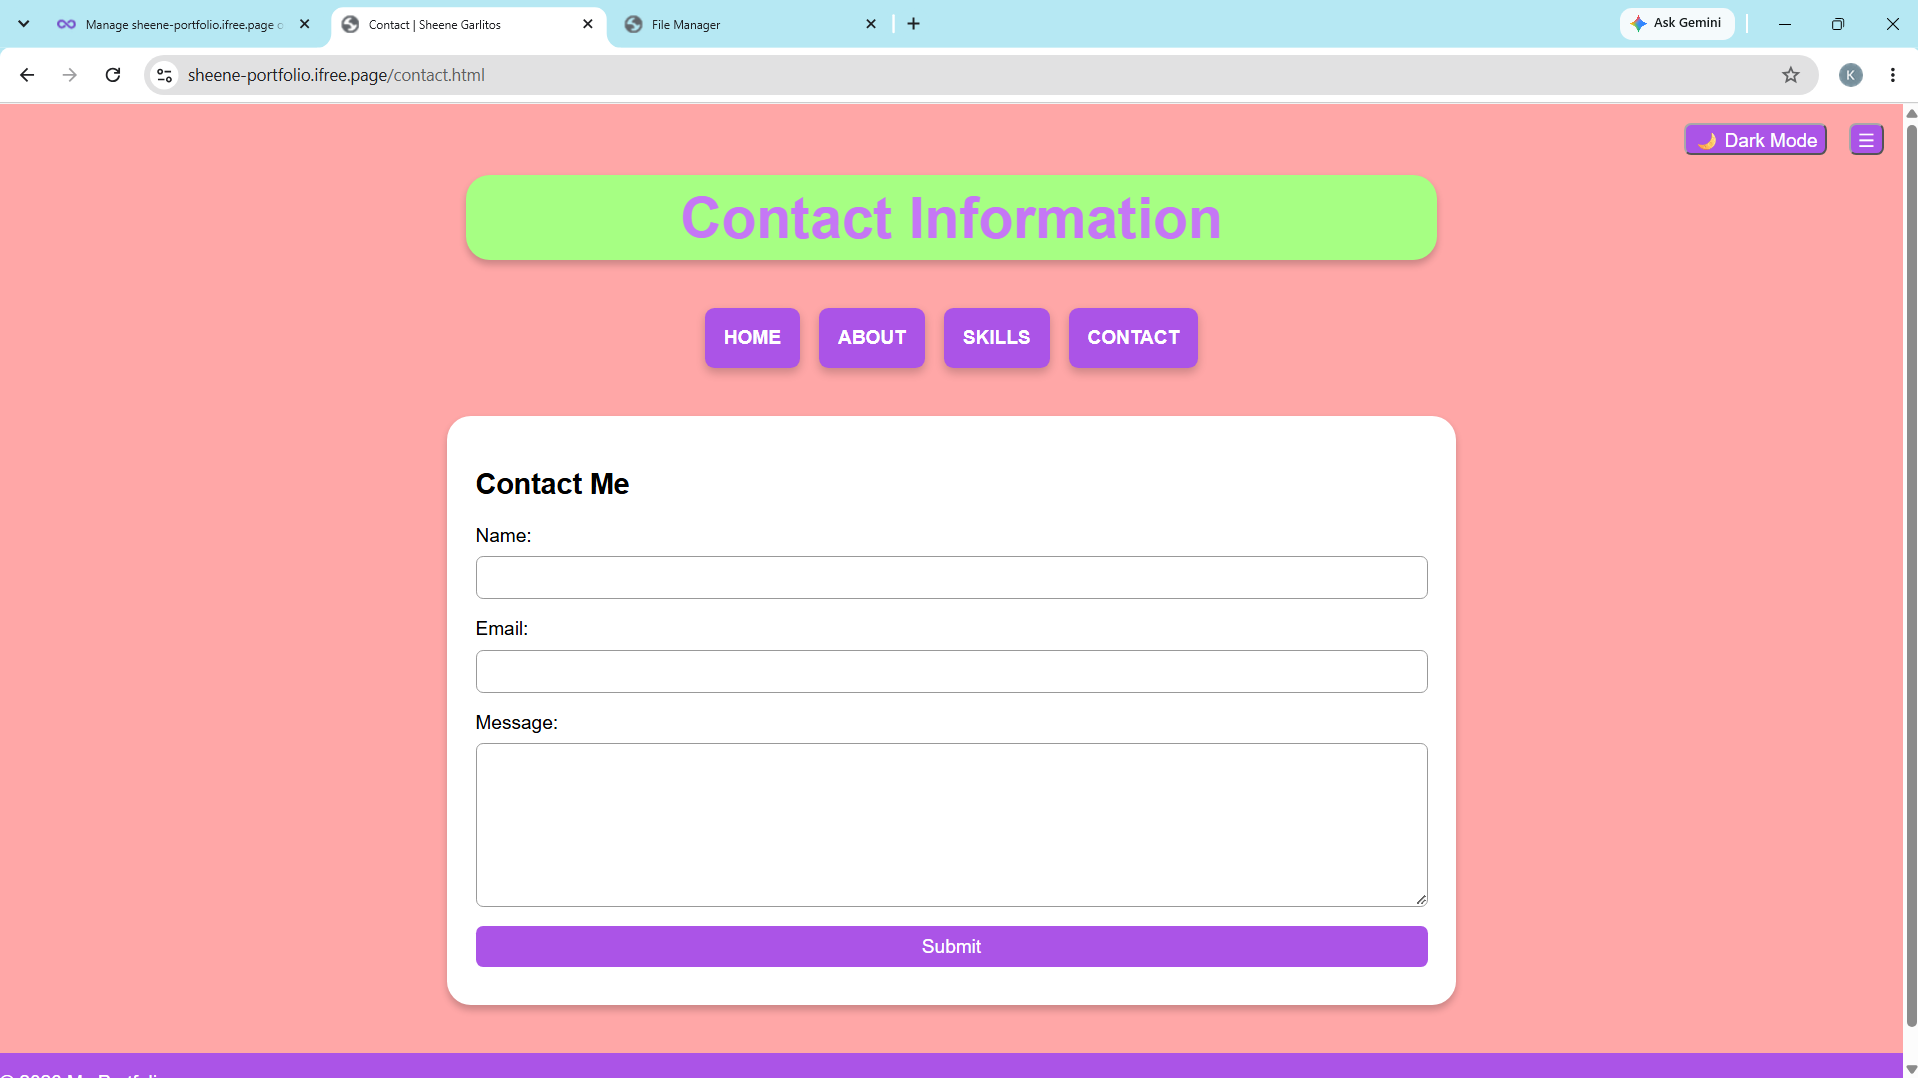 Manage sheene-portfolio.ifree.page
Contact | Sheene Garlitos
File Manager
Ask Gemini
sheene-portfolio.ifree.page/contact.html
K
🌙 Dark Mode
☰
Contact Information
HOME
ABOUT
SKILLS
CONTACT
Contact Me
Name:
Email:
Message:
Submit